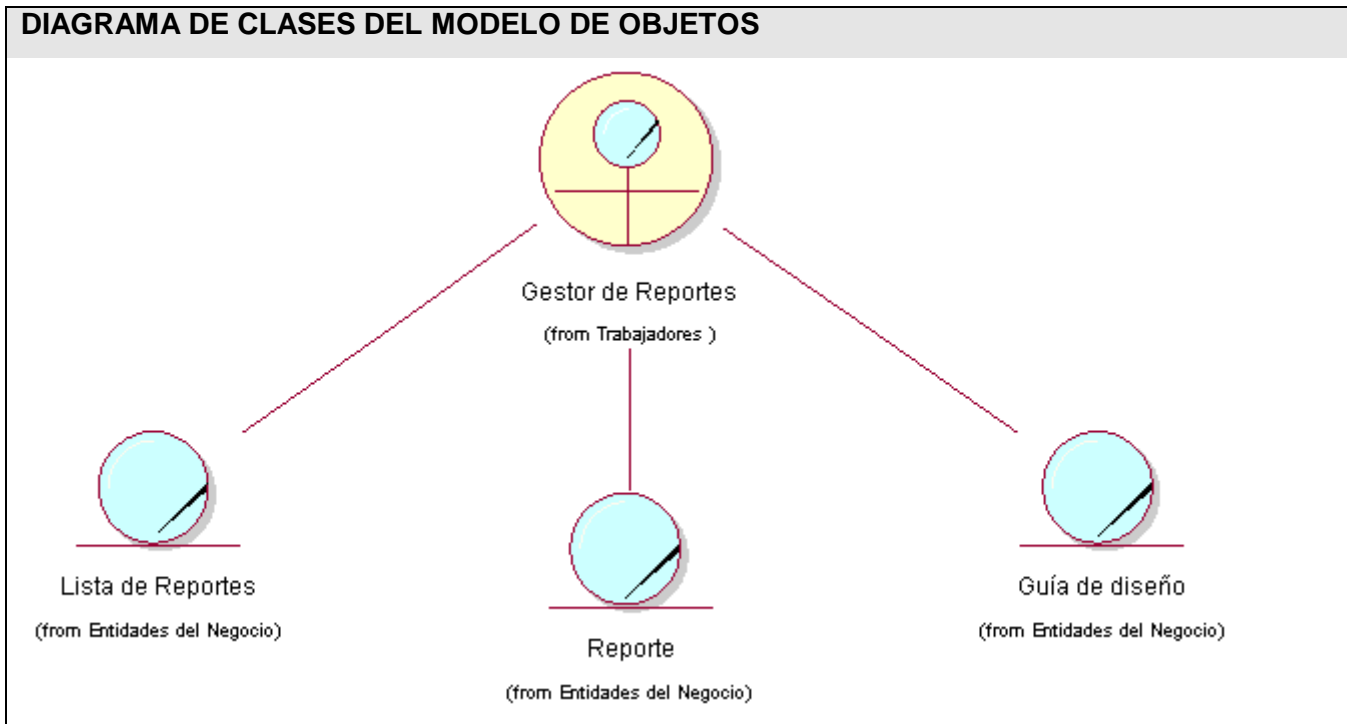 DIAGRAMA DE CLASES DEL MODELO DE OBJETOS
Gestor de Reportes
(from Trabajadores )
Lista de Reportes
(from Entidades del Negocio)
Reporte
(from Entidades del Negocio)
Guía de diseño
(from Entidades del Negocio)